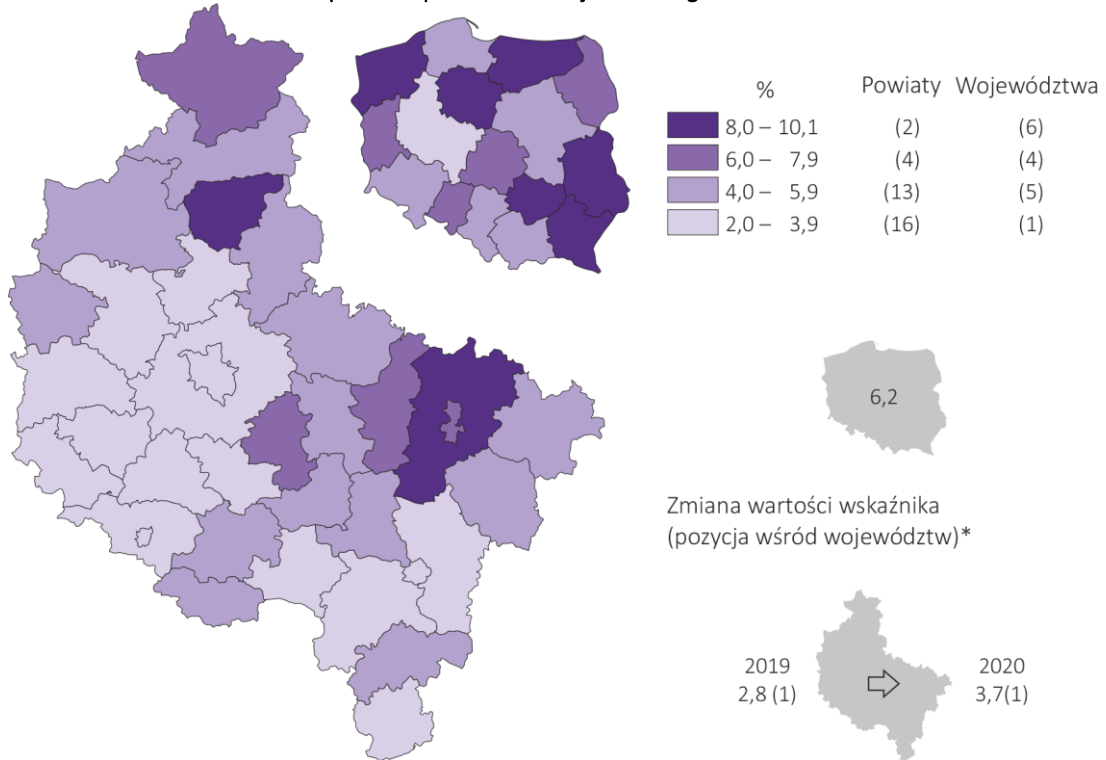 % Powiaty Województwa
8,0 – 10,1 (2) (6)
6,0 – 7,9 (4) (4)
4,0 – 5,9 (13) (5)
2,0 – 3,9 (16) (1)
6,2
Zmiana wartości wskaźnika
(pozycja wśród województw)*
2019 2020
2,8 (1) 3,7(1)